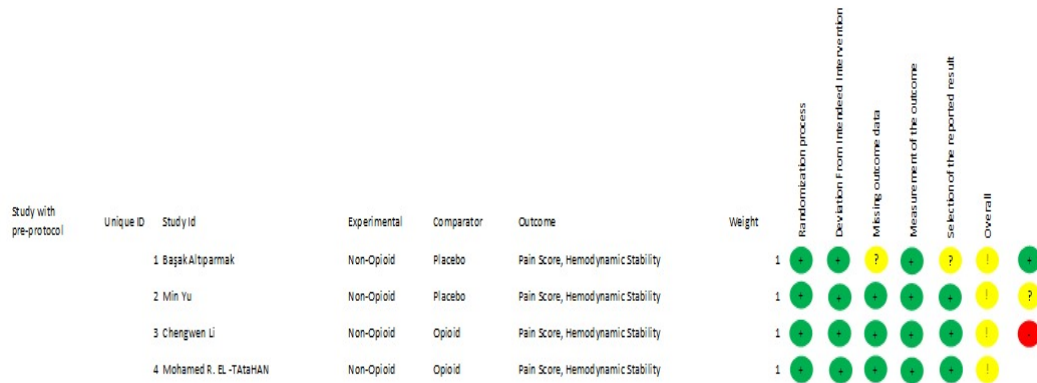 Randomization process
Deviation From Intendeed Intervention
Missing outcome data
Measurement of the outcome
Selection of the reported result
Overall
Study with
pre-protocol
Unique ID Study Id Experimental Comparator Outcome Weight
1 Başak Altıparmak Non-Opioid Placebo Pain Score, Hemodynamic Stability 1 + + ? + ? ! +
2 Min Yu Non-Opioid Placebo Pain Score, Hemodynamic Stability 1 + + + + + ! ?
3 Chengwen Li Non-Opioid Opioid Pain Score, Hemodynamic Stability 1 + + + + + ! -
4 Mohamed R. EL -TAtaHAN Non-Opioid Opioid Pain Score, Hemodynamic Stability 1 + + + + + !